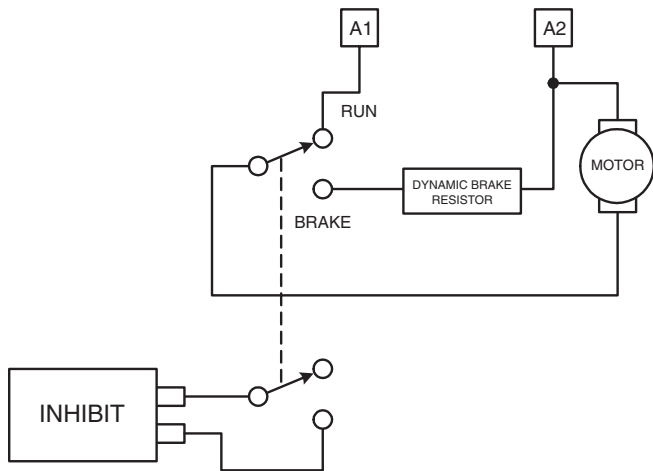 A1
A2
RUN
MOTOR
DYNAMIC BRAKE
RESISTOR
BRAKE
INHIBIT